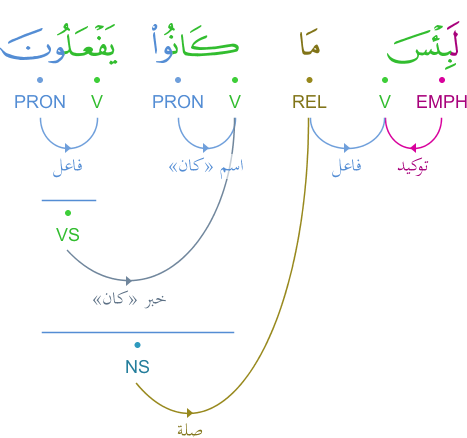 لَبِئْسَ مَا كَانُوا۟ يَفْعَلُونَ
EMPH V REL V PRON V PRON
توكيد فاعل اسم «كان» فاعل
VS
خبر «كان»
NS
صلة